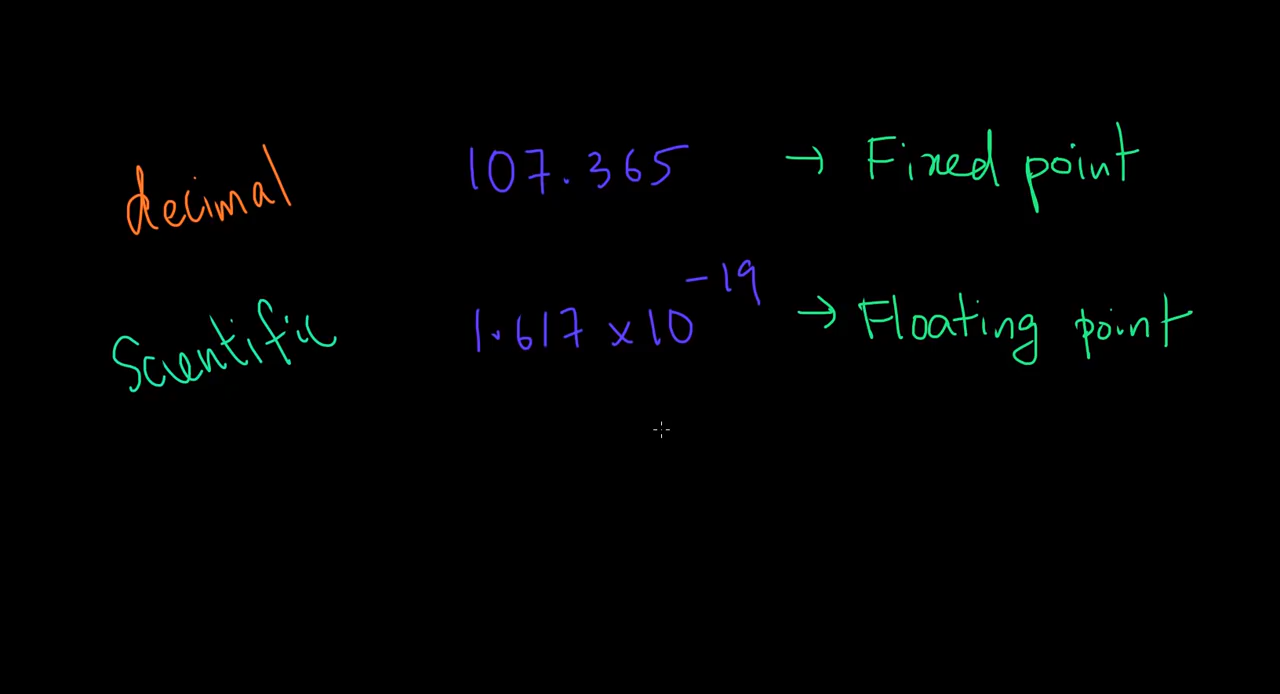 decimal 107.365 → Fixed point
Scientific 1.617 x 10^-19 → Floating point